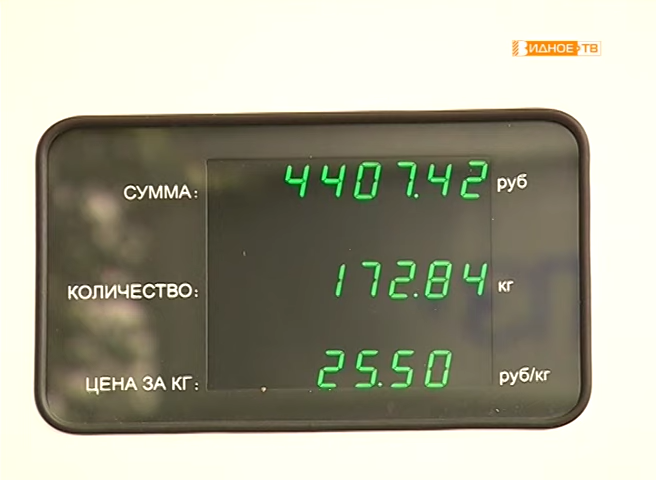 ВИДНОЕ ТВ
СУММА: 4407.42 руб
КОЛИЧЕСТВО: 172.84 кг
ЦЕНА ЗА КГ: 25.50 руб/кг